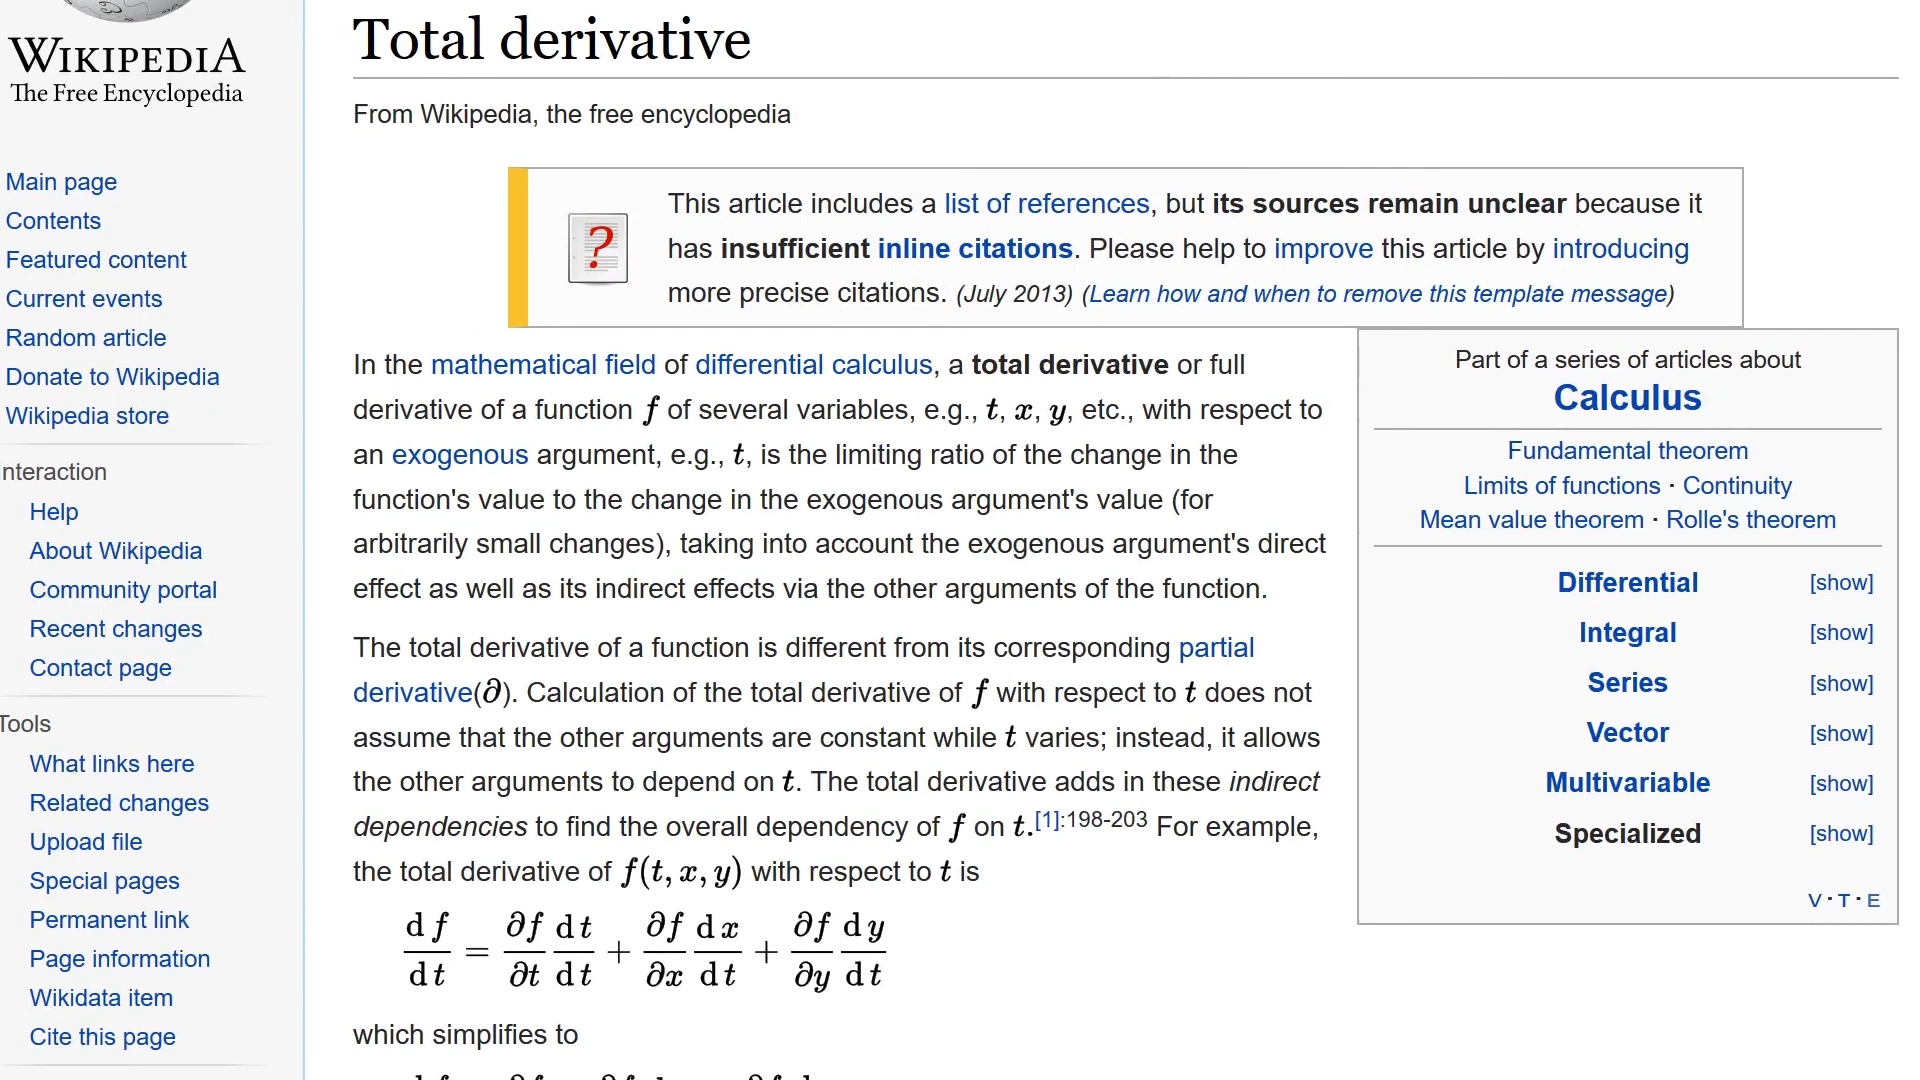 WIKIPEDIA
The Free Encyclopedia
Main page
Contents
Featured content
Current events
Random article
Donate to Wikipedia
Wikipedia store
nteraction
Help
About Wikipedia
Community portal
Recent changes
Contact page
Tools
What links here
Related changes
Upload file
Special pages
Permanent link
Page information
Wikidata item
Cite this page
Total derivative
From Wikipedia, the free encyclopedia
?
This article includes a list of references, but its sources remain unclear because it
has insufficient inline citations. Please help to improve this article by introducing
more precise citations. (July 2013) (Learn how and when to remove this template message)
In the mathematical field of differential calculus, a total derivative or full
derivative of a function f of several variables, e.g., t, x, y, etc., with respect to
an exogenous argument, e.g., t, is the limiting ratio of the change in the
function's value to the change in the exogenous argument's value (for
arbitrarily small changes), taking into account the exogenous argument's direct
effect as well as its indirect effects via the other arguments of the function.
The total derivative of a function is different from its corresponding partial
derivative(∂). Calculation of the total derivative of f with respect to t does not
assume that the other arguments are constant while t varies; instead, it allows
the other arguments to depend on t. The total derivative adds in these indirect
dependencies to find the overall dependency of f on t.[1]:198-203 For example,
the total derivative of f(t, x, y) with respect to t is
df/dt = ∂f/∂t dt/dt + ∂f/∂x dx/dt + ∂f/∂y dy/dt
which simplifies to
Part of a series of articles about
Calculus
Fundamental theorem
Limits of functions · Continuity
Mean value theorem · Rolle's theorem
Differential [show]
Integral [show]
Series [show]
Vector [show]
Multivariable [show]
Specialized [show]
V · T · E